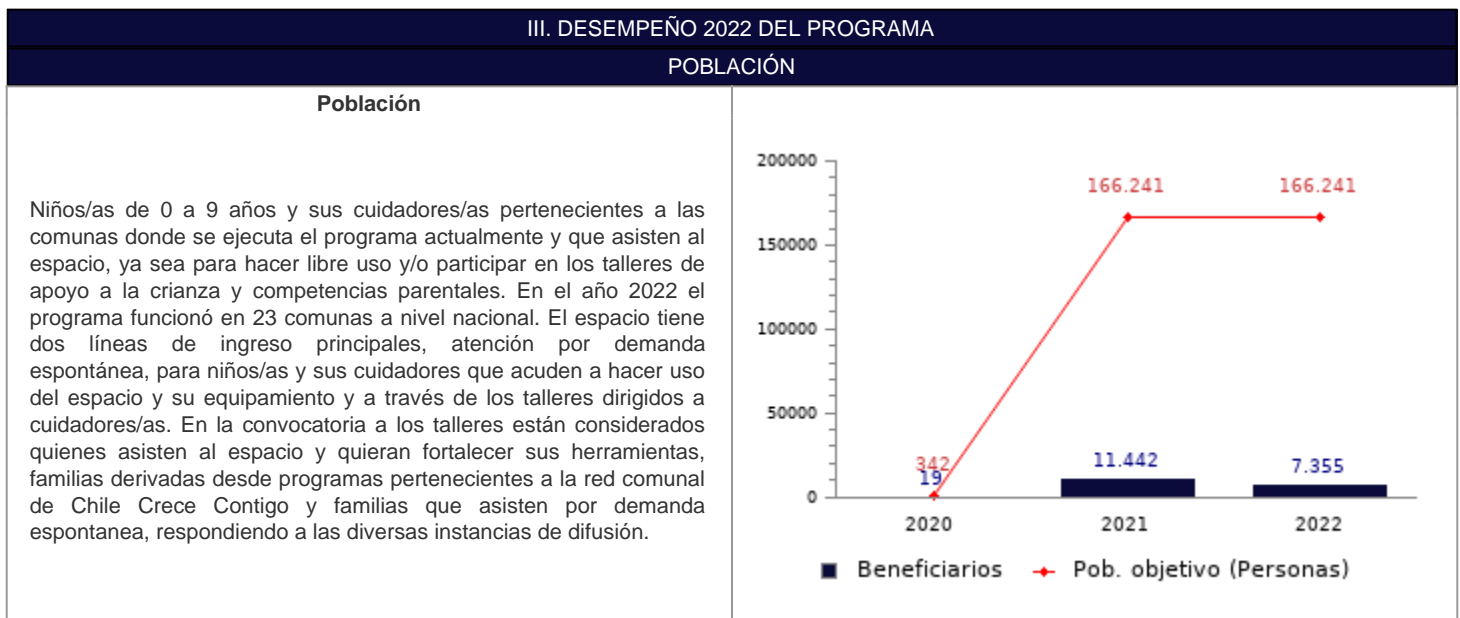 III. DESEMPEÑO 2022 DEL PROGRAMA
POBLACIÓN
Población
Niños/as de 0 a 9 años y sus cuidadores/as pertenecientes a las
comunas donde se ejecuta el programa actualmente y que asisten al
espacio, ya sea para hacer libre uso y/o participar en los talleres de
apoyo a la crianza y competencias parentales. En el año 2022 el
programa funcionó en 23 comunas a nivel nacional. El espacio tiene
dos líneas de ingreso principales, atención por demanda
espontánea, para niños/as y sus cuidadores que acuden a hacer uso
del espacio y su equipamiento y a través de los talleres dirigidos a
cuidadores/as. En la convocatoria a los talleres están considerados
quienes asisten al espacio y quieran fortalecer sus herramientas,
familias derivadas desde programas pertenecientes a la red comunal
de Chile Crece Contigo y familias que asisten por demanda
espontanea, respondiendo a las diversas instancias de difusión.
200000
166.241 166.241
150000
100000
50000
342
19
11.442
7.355
0
2020 2021 2022
Beneficiarios Pob. objetivo (Personas)